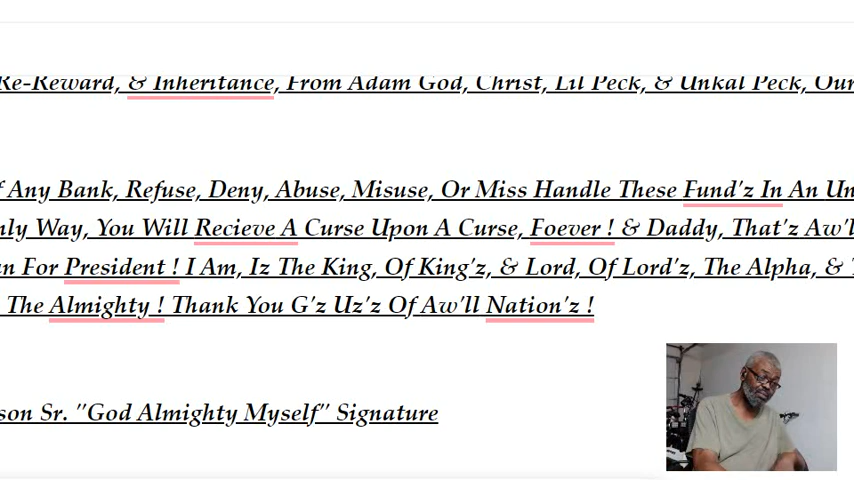 Re-Reward, & Inheritance, From Adam God, Christ, Lil Peck, & Unkal Peck, Our
f Any Bank, Refuse, Deny, Abuse, Misuse, Or Miss Handle These Fund'z In An Un
nly Way, You Will Recieve A Curse Upon A Curse, Foever ! & Daddy, That'z Aw'l
n For President ! I Am, Iz The King, Of King'z, & Lord, Of Lord'z, The Alpha, &
The Almighty ! Thank You G'z Uz'z Of Aw'll Nation'z !
son Sr. "God Almighty Myself" Signature